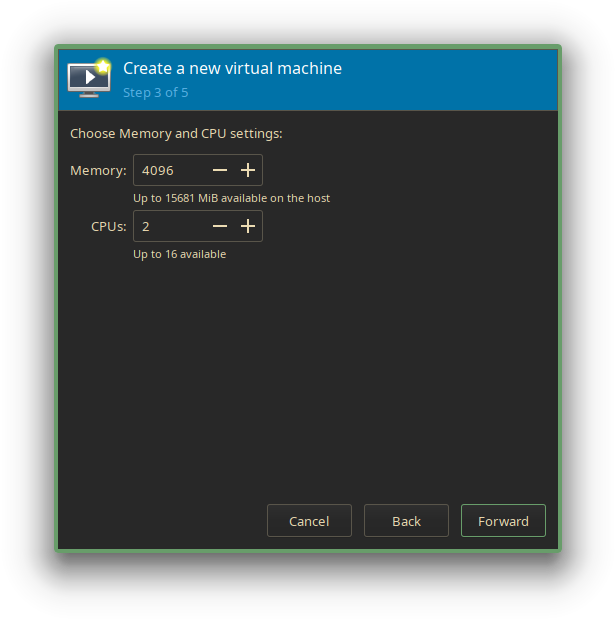 Create a new virtual machine
Step 3 of 5
Choose Memory and CPU settings:
Memory: 4096
Up to 15681 MiB available on the host
CPUs: 2
Up to 16 available
Cancel Back Forward